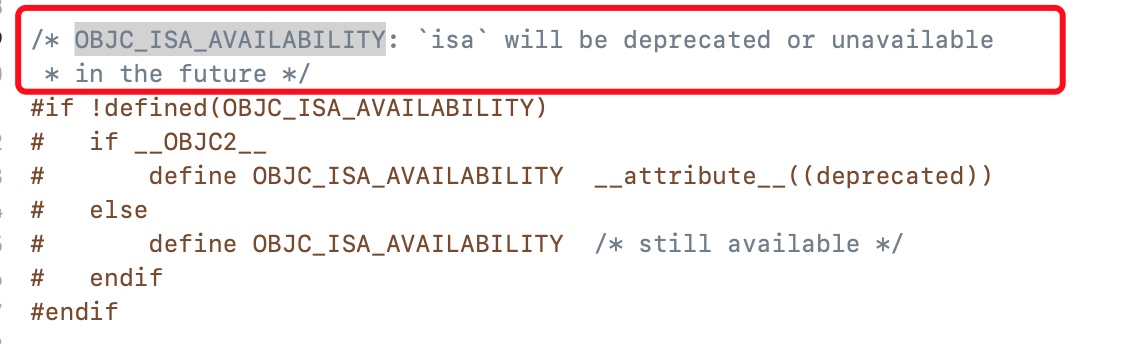 /* OBJC_ISA_AVAILABILITY: `isa` will be deprecated or unavailable
 * in the future */
#if !defined(OBJC_ISA_AVAILABILITY)
#   if __OBJC2__
#       define OBJC_ISA_AVAILABILITY  __attribute__((deprecated))
#   else
#       define OBJC_ISA_AVAILABILITY  /* still available */
#   endif
#endif